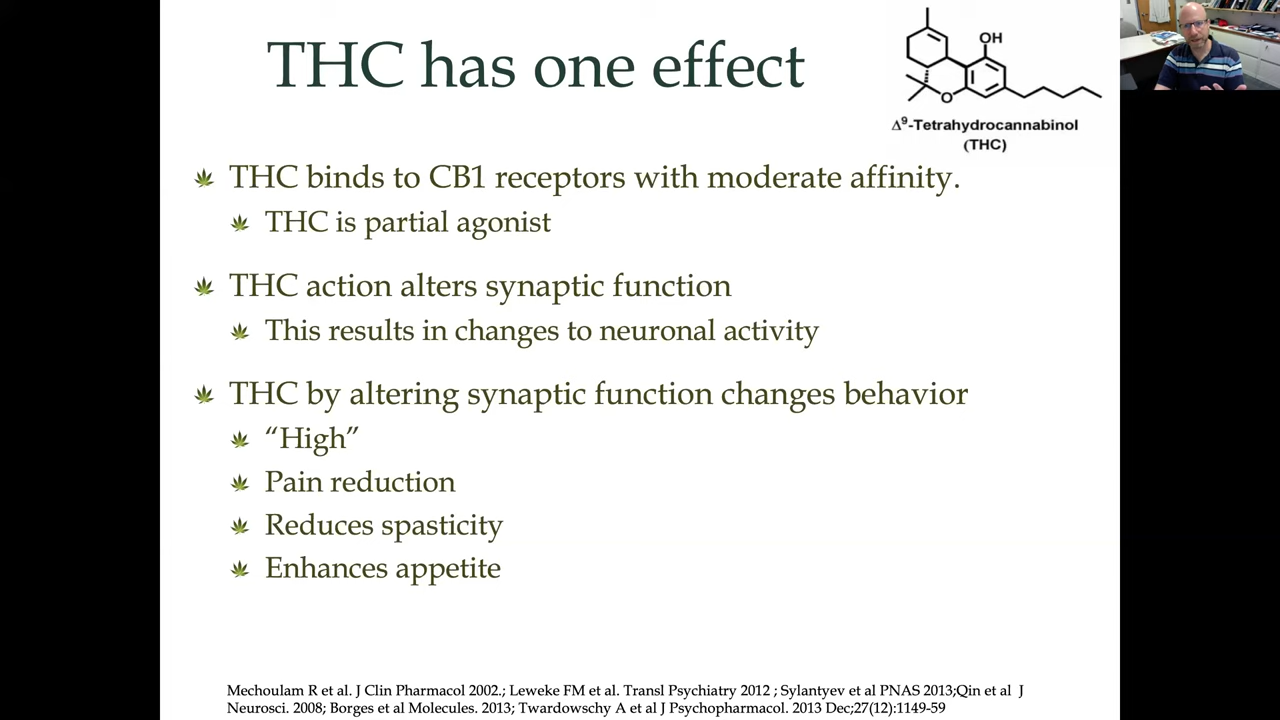 THC has one effect
OH
O
Δ9-Tetrahydrocannabinol
(THC)
THC binds to CB1 receptors with moderate affinity.
THC is partial agonist
THC action alters synaptic function
This results in changes to neuronal activity
THC by altering synaptic function changes behavior
“High”
Pain reduction
Reduces spasticity
Enhances appetite
Mechoulam R et al. J Clin Pharmacol 2002.; Leweke FM et al. Transl Psychiatry 2012 ; Sylantyev et al PNAS 2013;Qin et al J
Neurosci. 2008; Borges et al Molecules. 2013; Twardowschy A et al J Psychopharmacol. 2013 Dec;27(12):1149-59